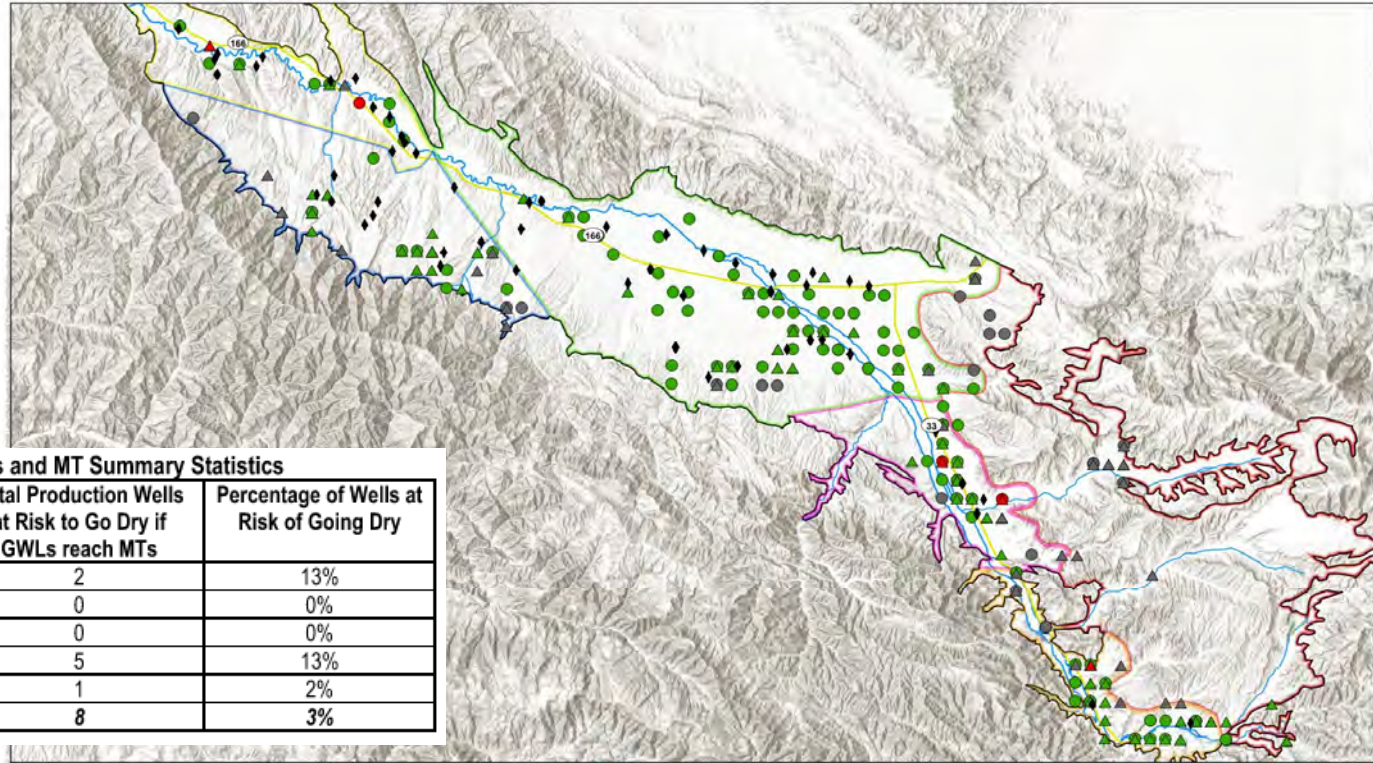 166
166
33
s and MT Summary Statistics
tal Production Wells
at Risk to Go Dry if
GWLs reach MTs
Percentage of Wells at
Risk of Going Dry
2 13%
0 0%
0 0%
5 13%
1 2%
8 3%